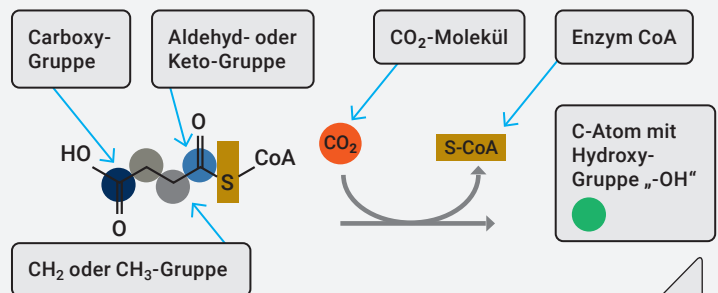 Carboxy-
Gruppe
Aldehyd- oder
Keto-Gruppe
CO₂-Molekül
Enzym CoA
HO
O
O
S
CoA
CO₂
S-CoA
C-Atom mit
Hydroxy-
Gruppe „-OH“
CH₂ oder CH₃-Gruppe